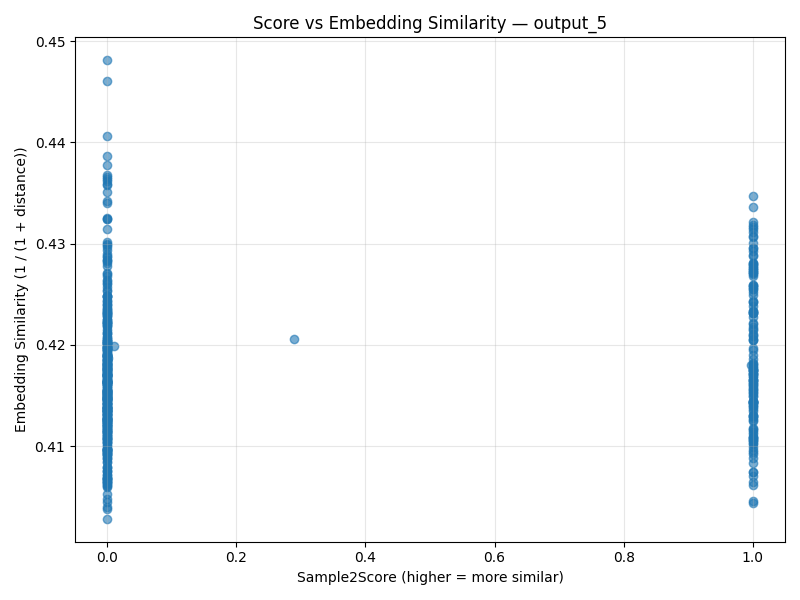 Score vs Embedding Similarity — output_5
Embedding Similarity (1 / (1 + distance))
0.45
0.44
0.43
0.42
0.41
0.0 0.2 0.4 0.6 0.8 1.0
Sample2Score (higher = more similar)